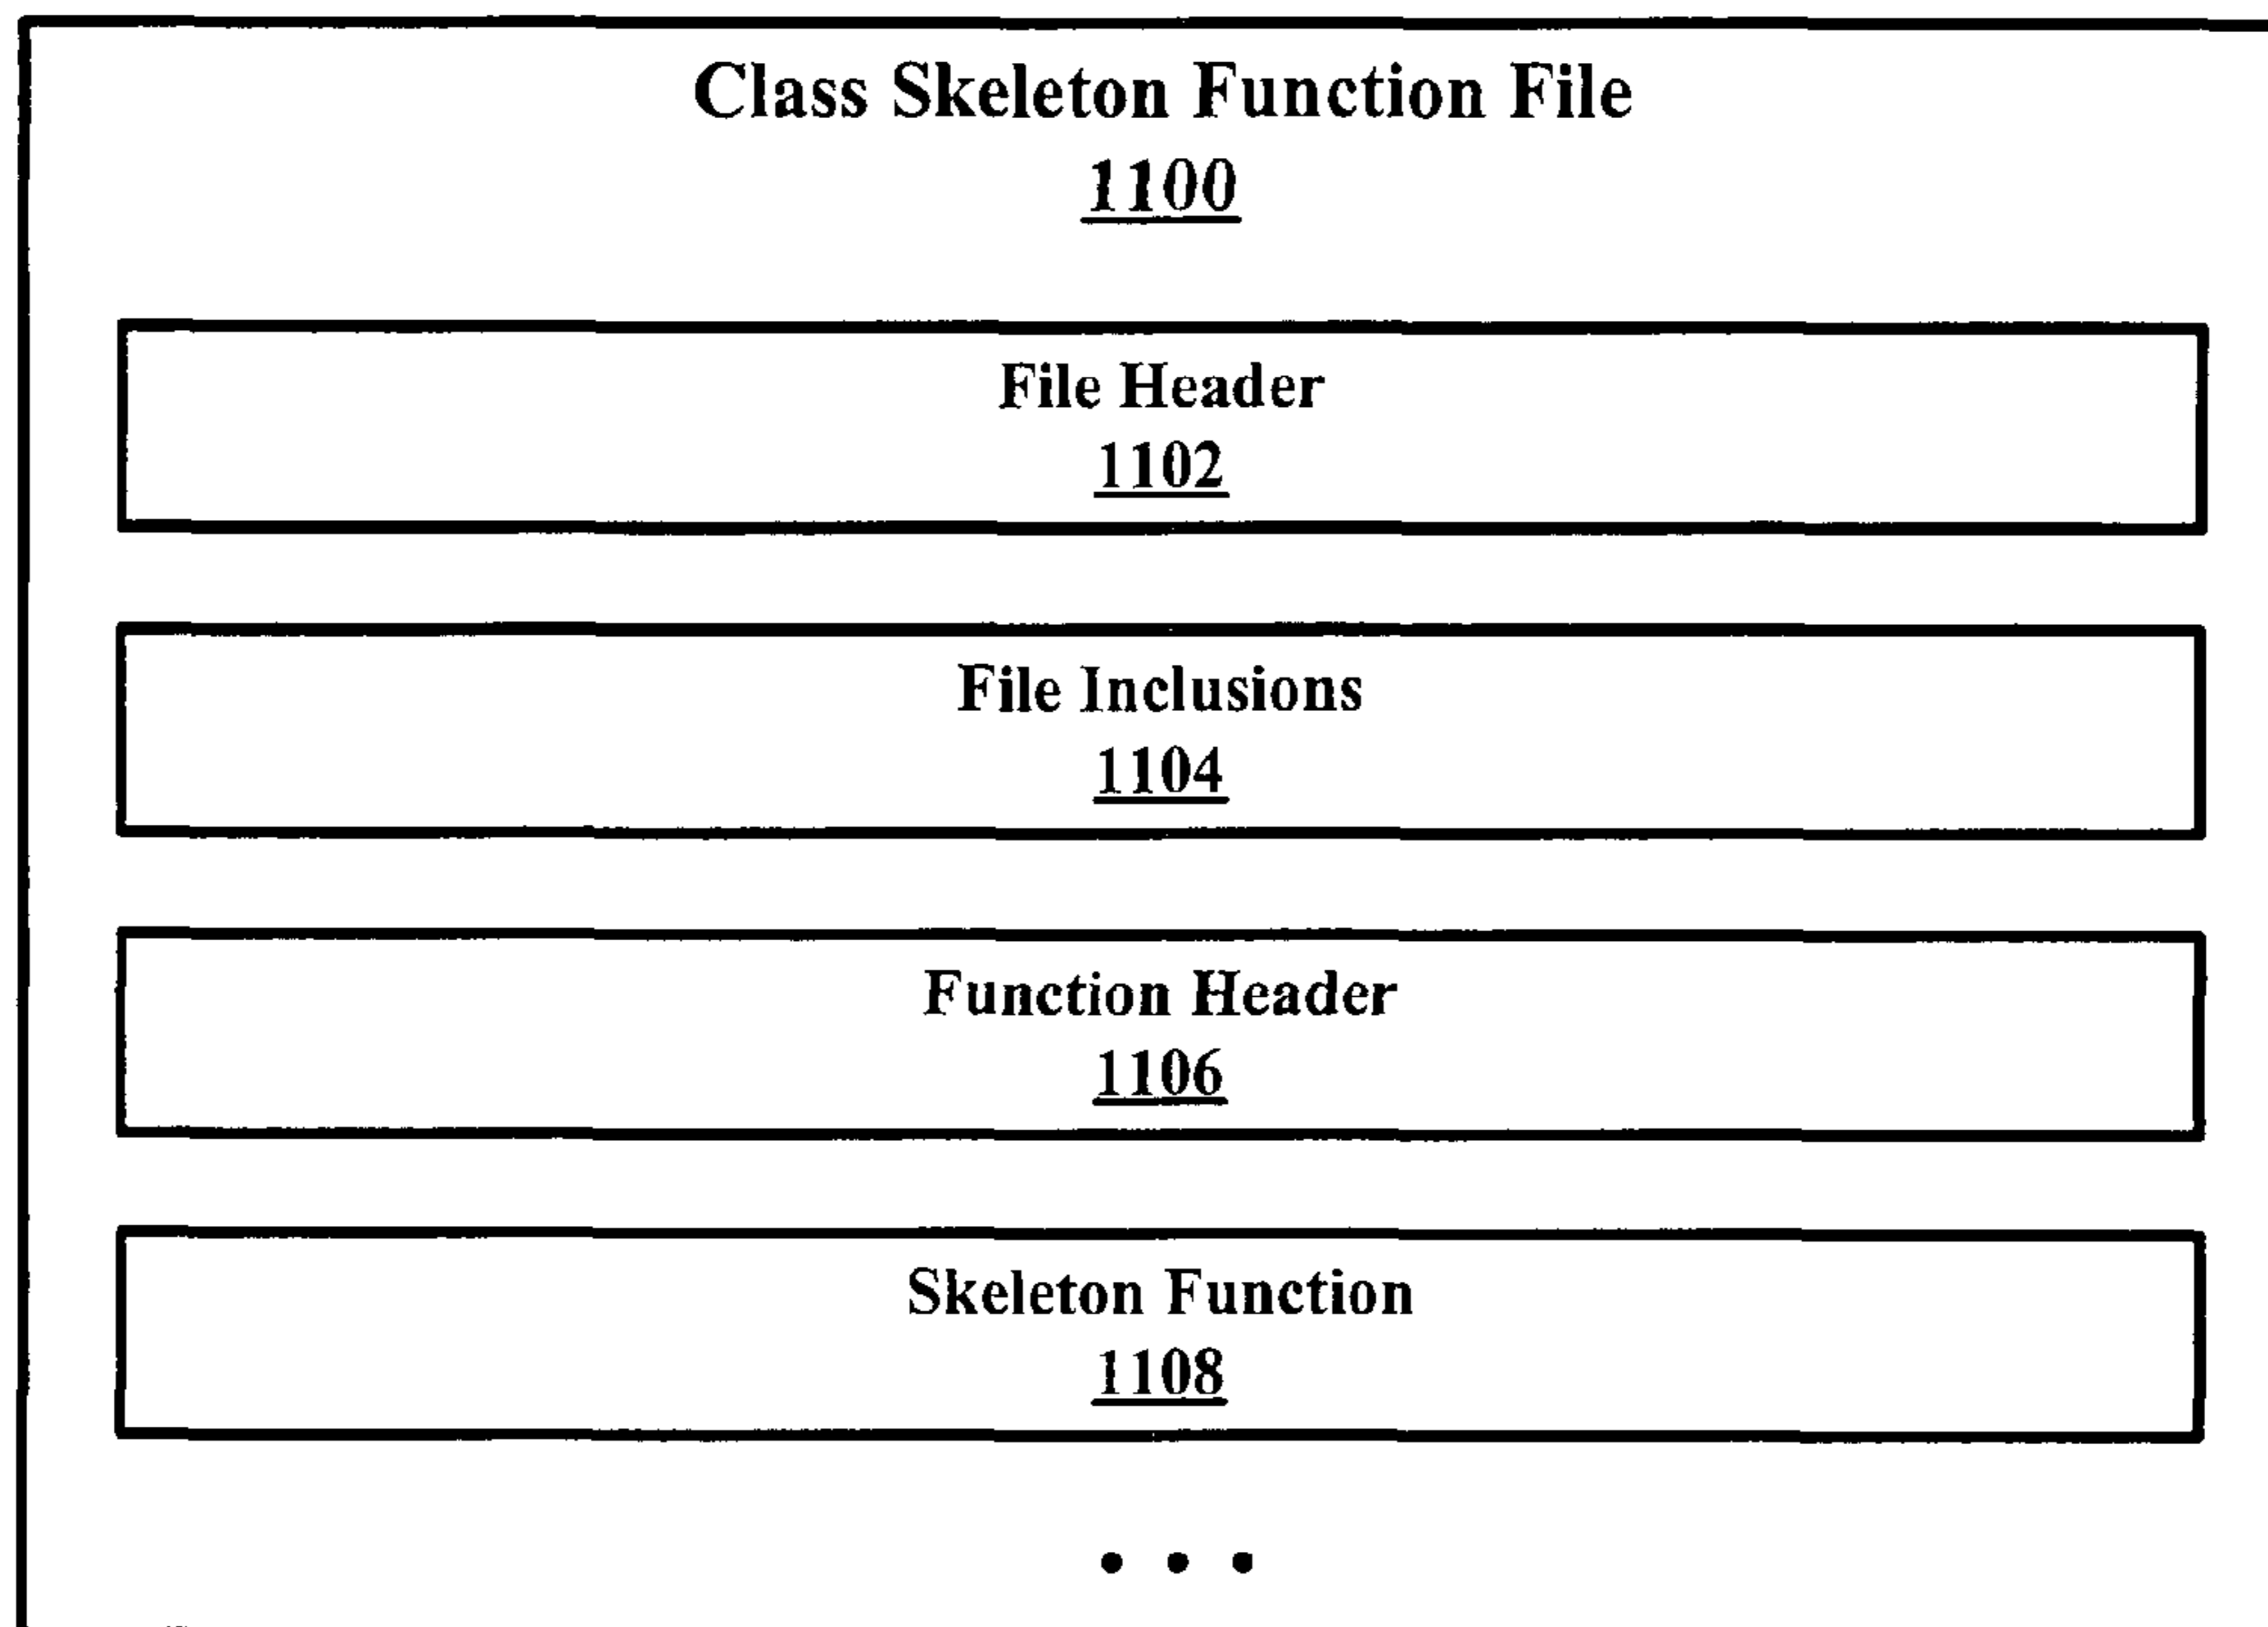 Class Skeleton Function File
1100
File Header
1102
File Inclusions
1104
Function Header
1106
Skeleton Function
1108
• • •